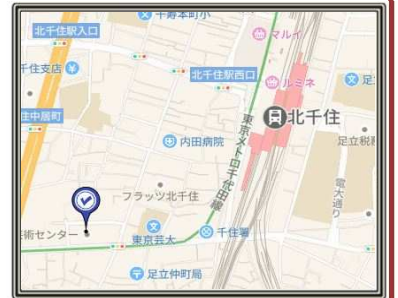 千寿本町小
北千住駅入口
マルイ
千住支店
北千住駅西口
ルミネ
足
北千住
住中居町
内田病院
東京メトロ千代田線
足立税務
フラッツ北千住
電大通り
術センター
東京芸大
千住署
足立仲町局